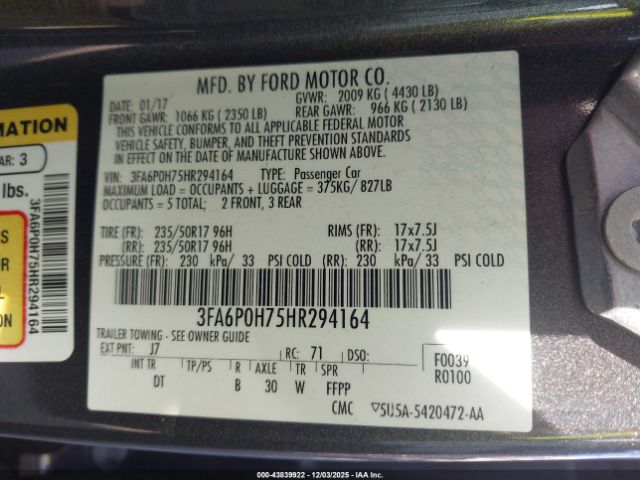 MFD. BY FORD MOTOR CO.
DATE: 01/17
GVWR: 2009 KG ( 4430 LB)
FRONT GAWR: 1066 KG ( 2350 LB)
REAR GAWR: 966 KG ( 2130 LB)
THIS VEHICLE CONFORMS TO ALL APPLICABLE FEDERAL MOTOR
VEHICLE SAFETY, BUMPER, AND THEFT PREVENTION STANDARDS
IN EFFECT ON THE DATE OF MANUFACTURE SHOWN ABOVE.
VIN: 3FA6P0H75HR294164 TYPE: Passenger Car
MAXIMUM LOAD = OCCUPANTS + LUGGAGE = 375KG/ 827LB
OCCUPANTS = 5 TOTAL; 2 FRONT, 3 REAR
TIRE (FR): 235/50R17 96H RIMS (FR): 17x7.5J
(RR): 235/50R17 96H (RR): 17x7.5J
PRESSURE (FR): 230 kPa/ 33 PSI COLD (RR): 230 kPa/ 33 PSI COLD
3FA6P0H75HR294164
TRAILER TOWING - SEE OWNER GUIDE
EXT PNT: J7 RC: 71 DSO:
INT TR TP/PS R AXLE TR SPR
DT B 30 W FFPP
F0039
R0100
CMC 5U5A-5420472-AA
MATION
AR: 3
lbs.
3FA6P0H75HR294164
S
OR
ON
000-43839922 - 12/03/2025 - IAAI.COM